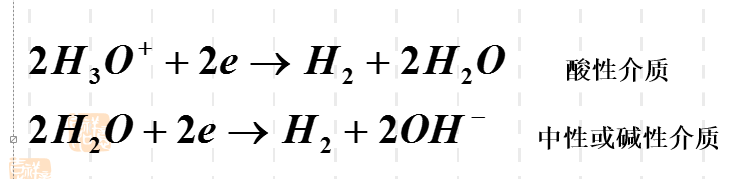 2H₃O⁺ + 2e → H₂ + 2H₂O 酸性介质
2H₂O + 2e → H₂ + 2OH⁻ 中性或碱性介质